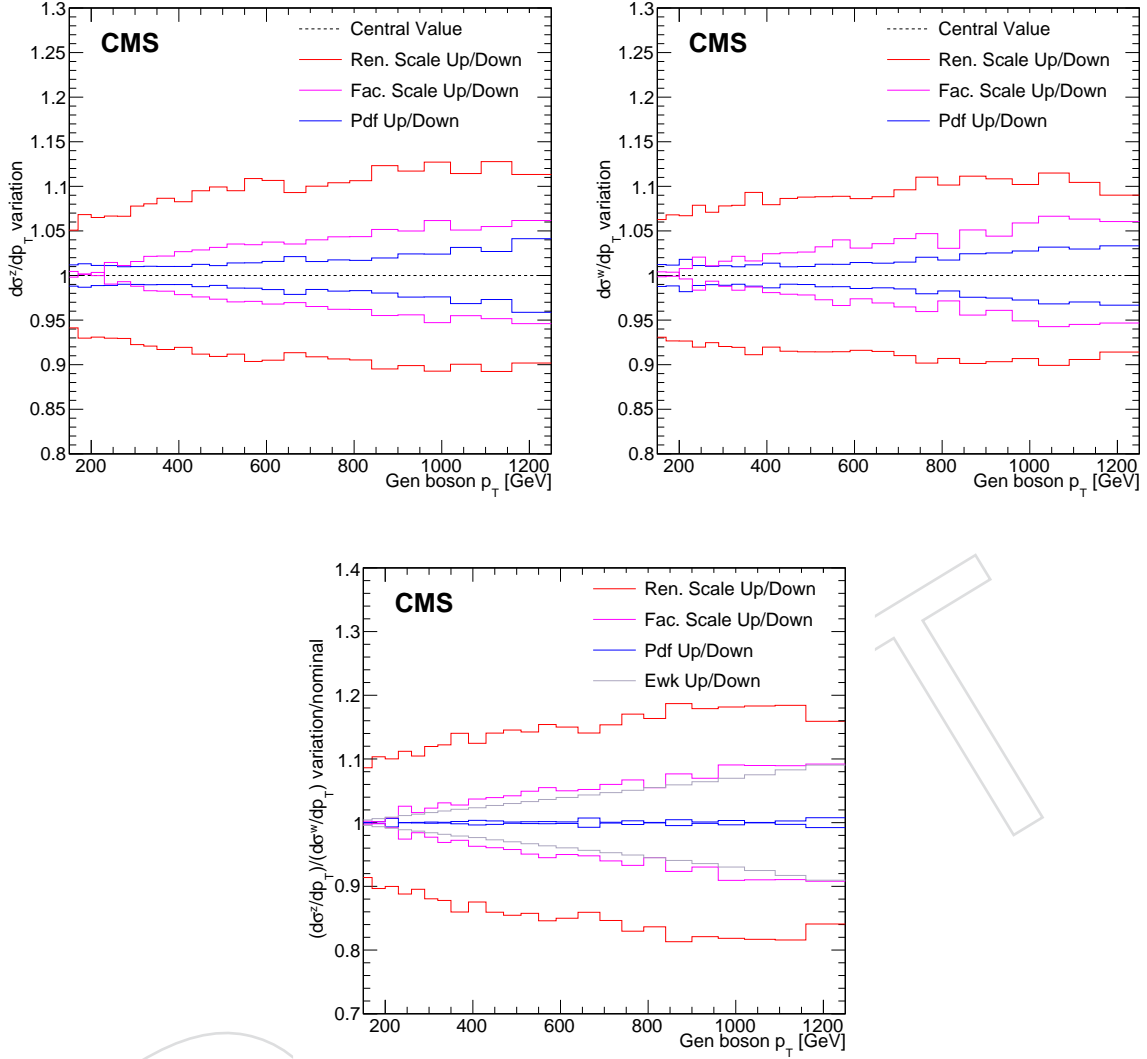 1.3
1.25
1.2
1.15
1.1
1.05
1
0.95
0.9
0.85
0.8
dσ^z/dp_T variation
CMS
Central Value
Ren. Scale Up/Down
Fac. Scale Up/Down
Pdf Up/Down
200 400 600 800 1000 1200
Gen boson p_T [GeV]
1.3
1.25
1.2
1.15
1.1
1.05
1
0.95
0.9
0.85
0.8
dσ^w/dp_T variation
CMS
Central Value
Ren. Scale Up/Down
Fac. Scale Up/Down
Pdf Up/Down
200 400 600 800 1000 1200
Gen boson p_T [GeV]
1.4
1.3
1.2
1.1
1
0.9
0.8
0.7
(dσ^z/dp_T)/(dσ^w/dp_T) variation/nominal
CMS
Ren. Scale Up/Down
Fac. Scale Up/Down
Pdf Up/Down
Ewk Up/Down
200 400 600 800 1000 1200
Gen boson p_T [GeV]